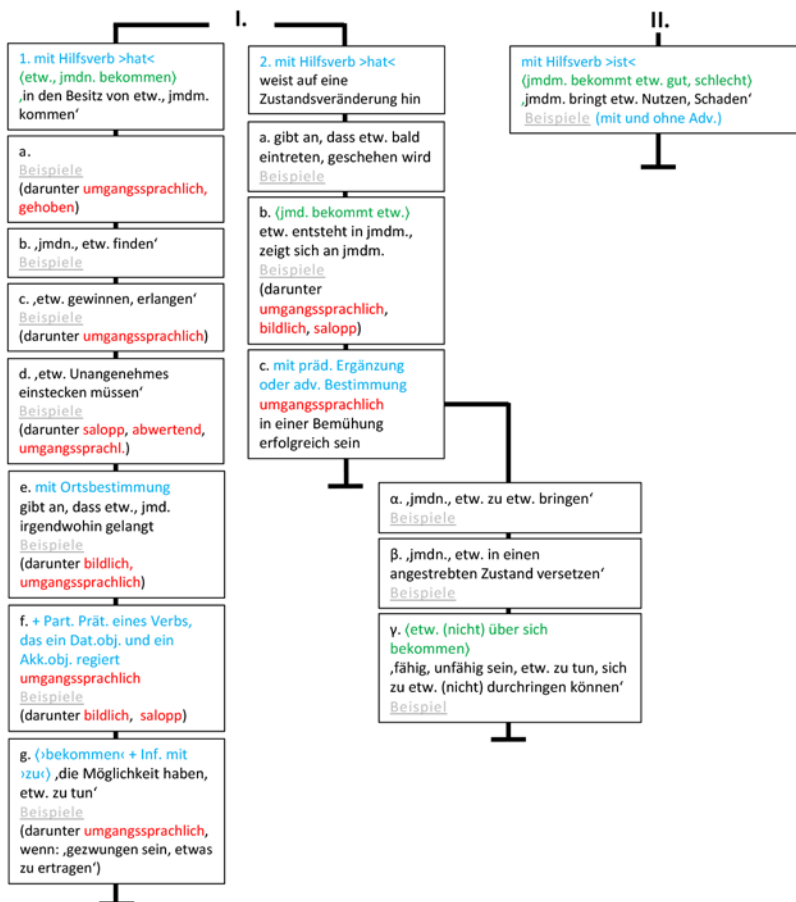 I.
1. mit Hilfsverb >hat<
⟨etw., jmdn. bekommen⟩
‚in den Besitz von etw., jmdm.
kommen‘
a.
Beispiele
(darunter umgangssprachlich,
gehoben)
b. ‚jmdn., etw. finden‘
Beispiele
c. ‚etw. gewinnen, erlangen‘
Beispiele
(darunter umgangssprachlich)
d. ‚etw. Unangenehmes
einstecken müssen‘
Beispiele
(darunter salopp, abwertend,
umgangssprachl.)
e. mit Ortsbestimmung
gibt an, dass etw., jmd.
irgendwohin gelangt
Beispiele
(darunter bildlich,
umgangssprachlich)
f. + Part. Prät. eines Verbs,
das ein Dat.obj. und ein
Akk.obj. regiert
umgangssprachlich
Beispiele
(darunter bildlich, salopp)
g. ⟨›bekommen‹ + Inf. mit
›zu‹⟩ ‚die Möglichkeit haben,
etw. zu tun‘
Beispiele
(darunter umgangssprachlich,
wenn: ‚gezwungen sein, etwas
zu ertragen‘)
2. mit Hilfsverb >hat<
weist auf eine
Zustandsveränderung hin
a. gibt an, dass etw. bald
eintreten, geschehen wird
Beispiele
b. ⟨jmd. bekommt etw.⟩
etw. entsteht in jmdm.,
zeigt sich an jmdm.
Beispiele
(darunter
umgangssprachlich,
bildlich, salopp)
c. mit präd. Ergänzung
oder adv. Bestimmung
umgangssprachlich
in einer Bemühung
erfolgreich sein
α. ‚jmdn., etw. zu etw. bringen‘
Beispiele
β. ‚jmdn., etw. in einen
angestrebten Zustand versetzen‘
Beispiele
γ. ⟨etw. (nicht) über sich
bekommen⟩
‚fähig, unfähig sein, etw. zu tun, sich
zu etw. (nicht) durchringen können‘
Beispiel
II.
mit Hilfsverb >ist<
⟨jmdm. bekommt etw. gut, schlecht⟩
‚jmdm. bringt etw. Nutzen, Schaden‘
Beispiele (mit und ohne Adv.)